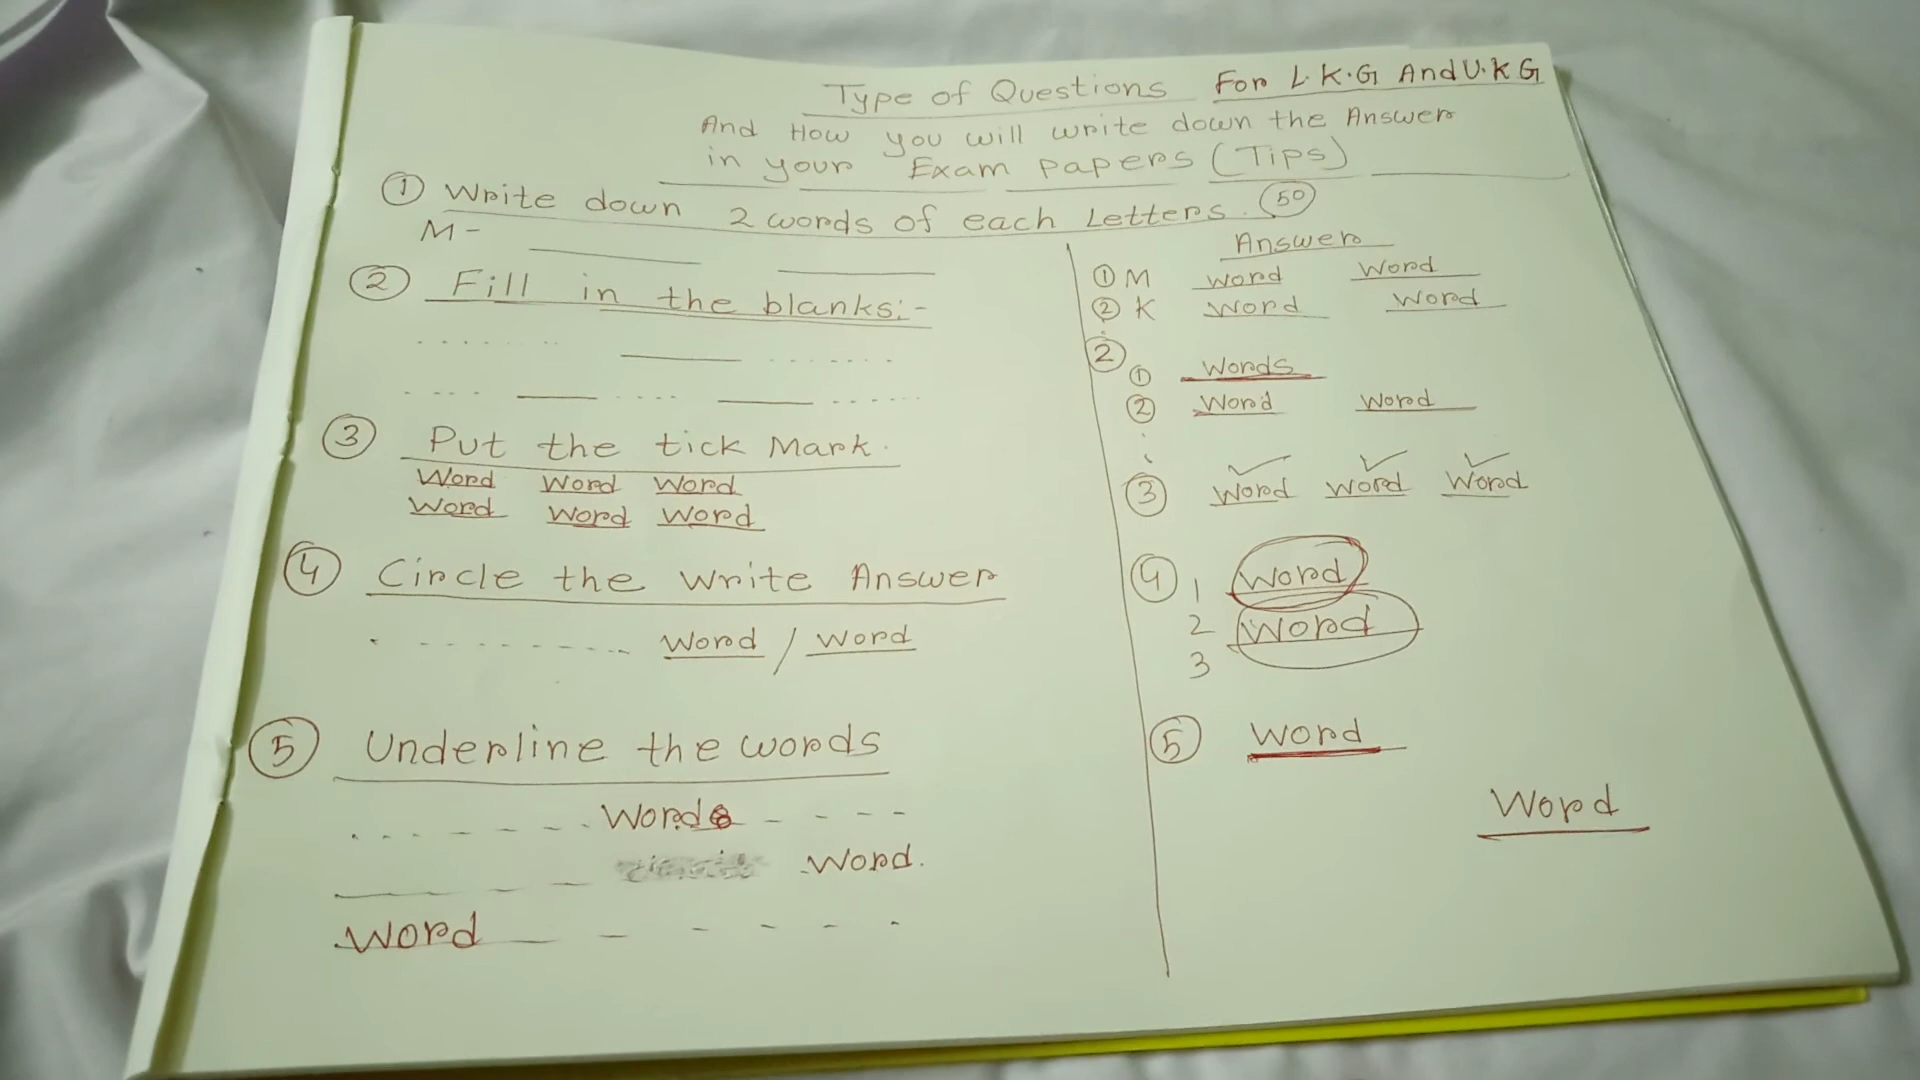 Type of Questions For L.K.G And U.K G
And How you will write down the Answer
in your Exam papers (Tips)
① Write down 2 words of each Letters. 50
M -
② Fill in the blanks:-
③ Put the tick Mark.
Word Word Word
Word Word Word
④ Circle the Write Answer
Word / Word
⑤ Underline the words
Words
Word.
Word
Answer
① M Word Word
② K Word Word
②
① Words
② Word Word
③ Word Word Word
④ 1 Word
2 Word
3
⑤ Word
Word